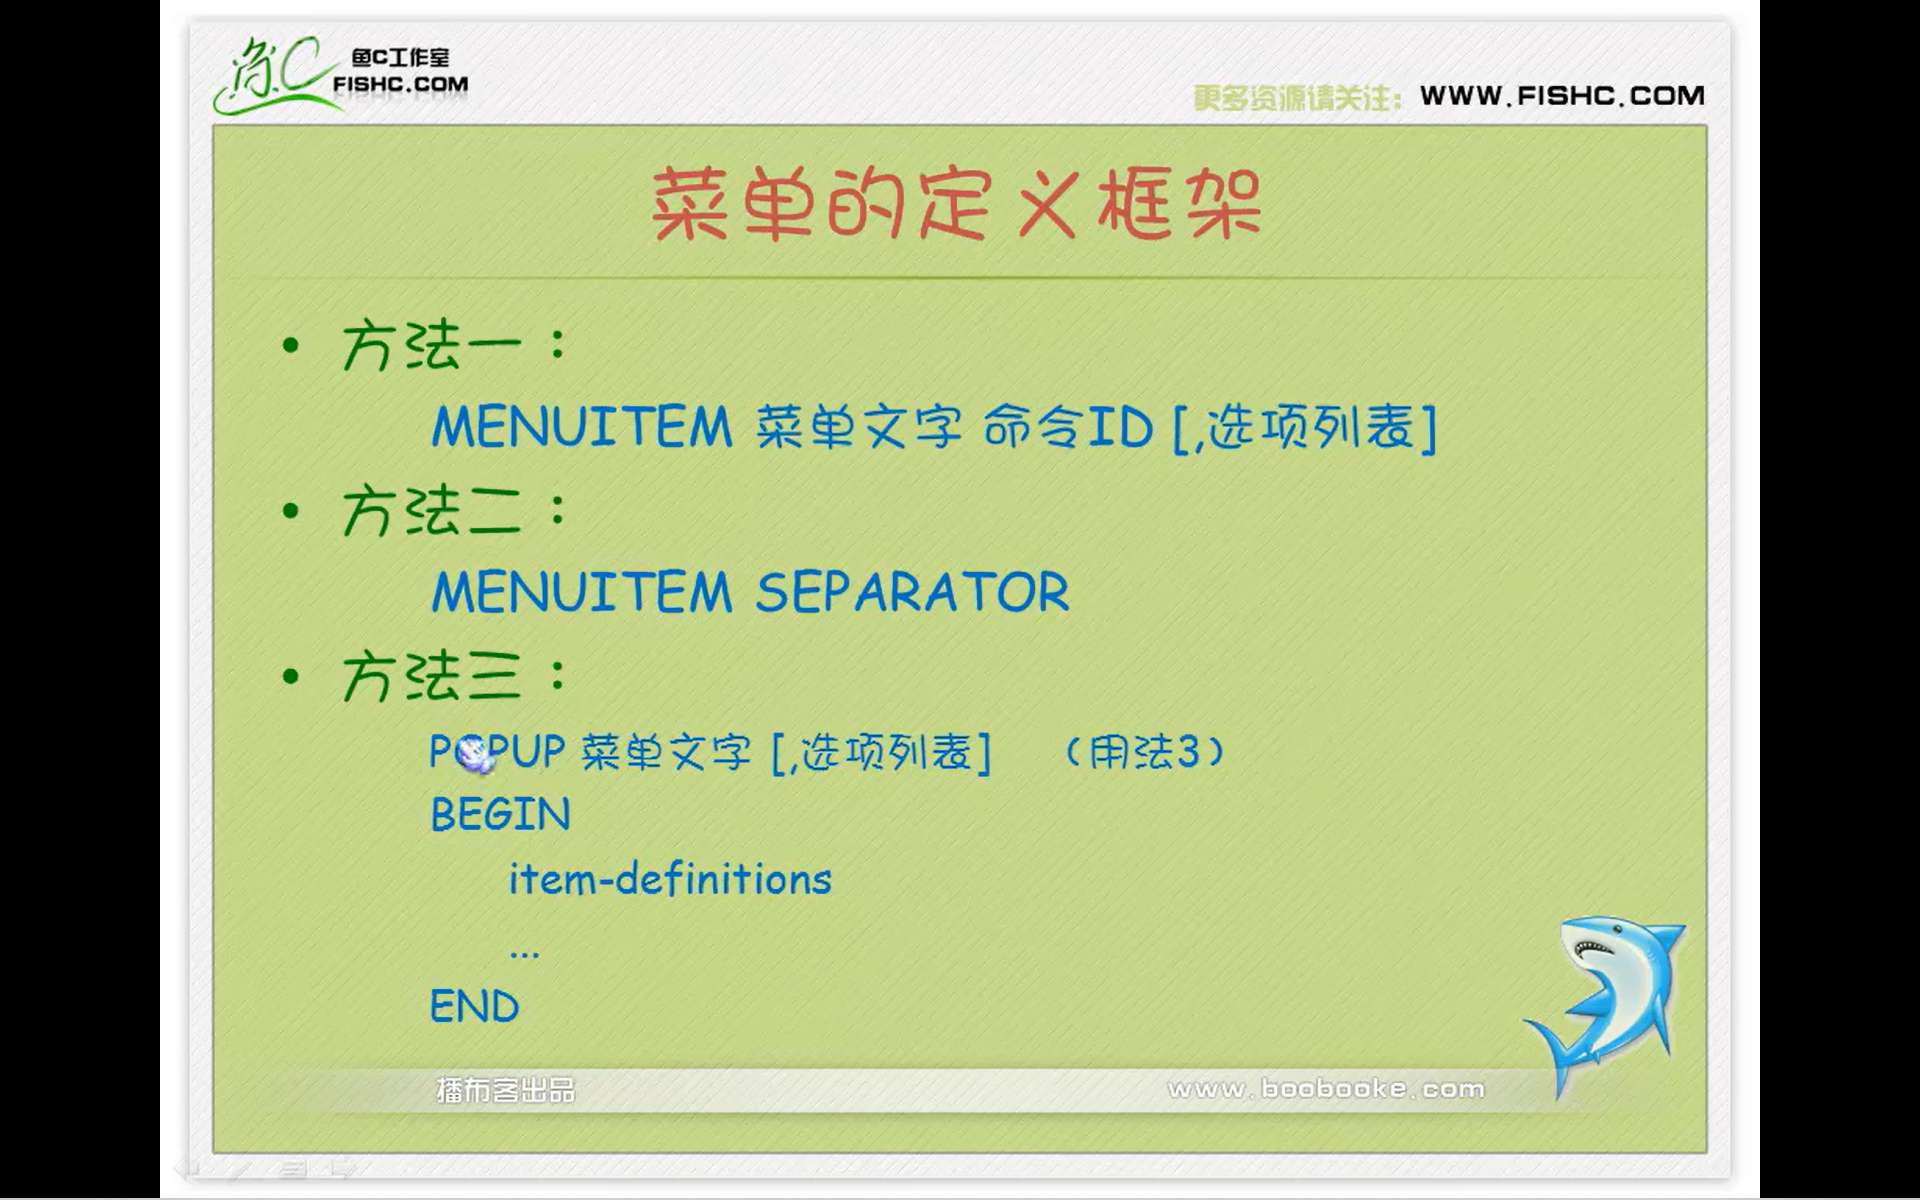 鱼C工作室
FISHC.COM
更多资源请关注: WWW.FISHC.COM
菜单的定义框架
• 方法一：
MENUITEM 菜单文字 命令ID [,选项列表]
• 方法二：
MENUITEM SEPARATOR
• 方法三：
POPUP 菜单文字 [,选项列表] （用法3）
BEGIN
item-definitions
...
END
播布客出品 www.boobooke.com